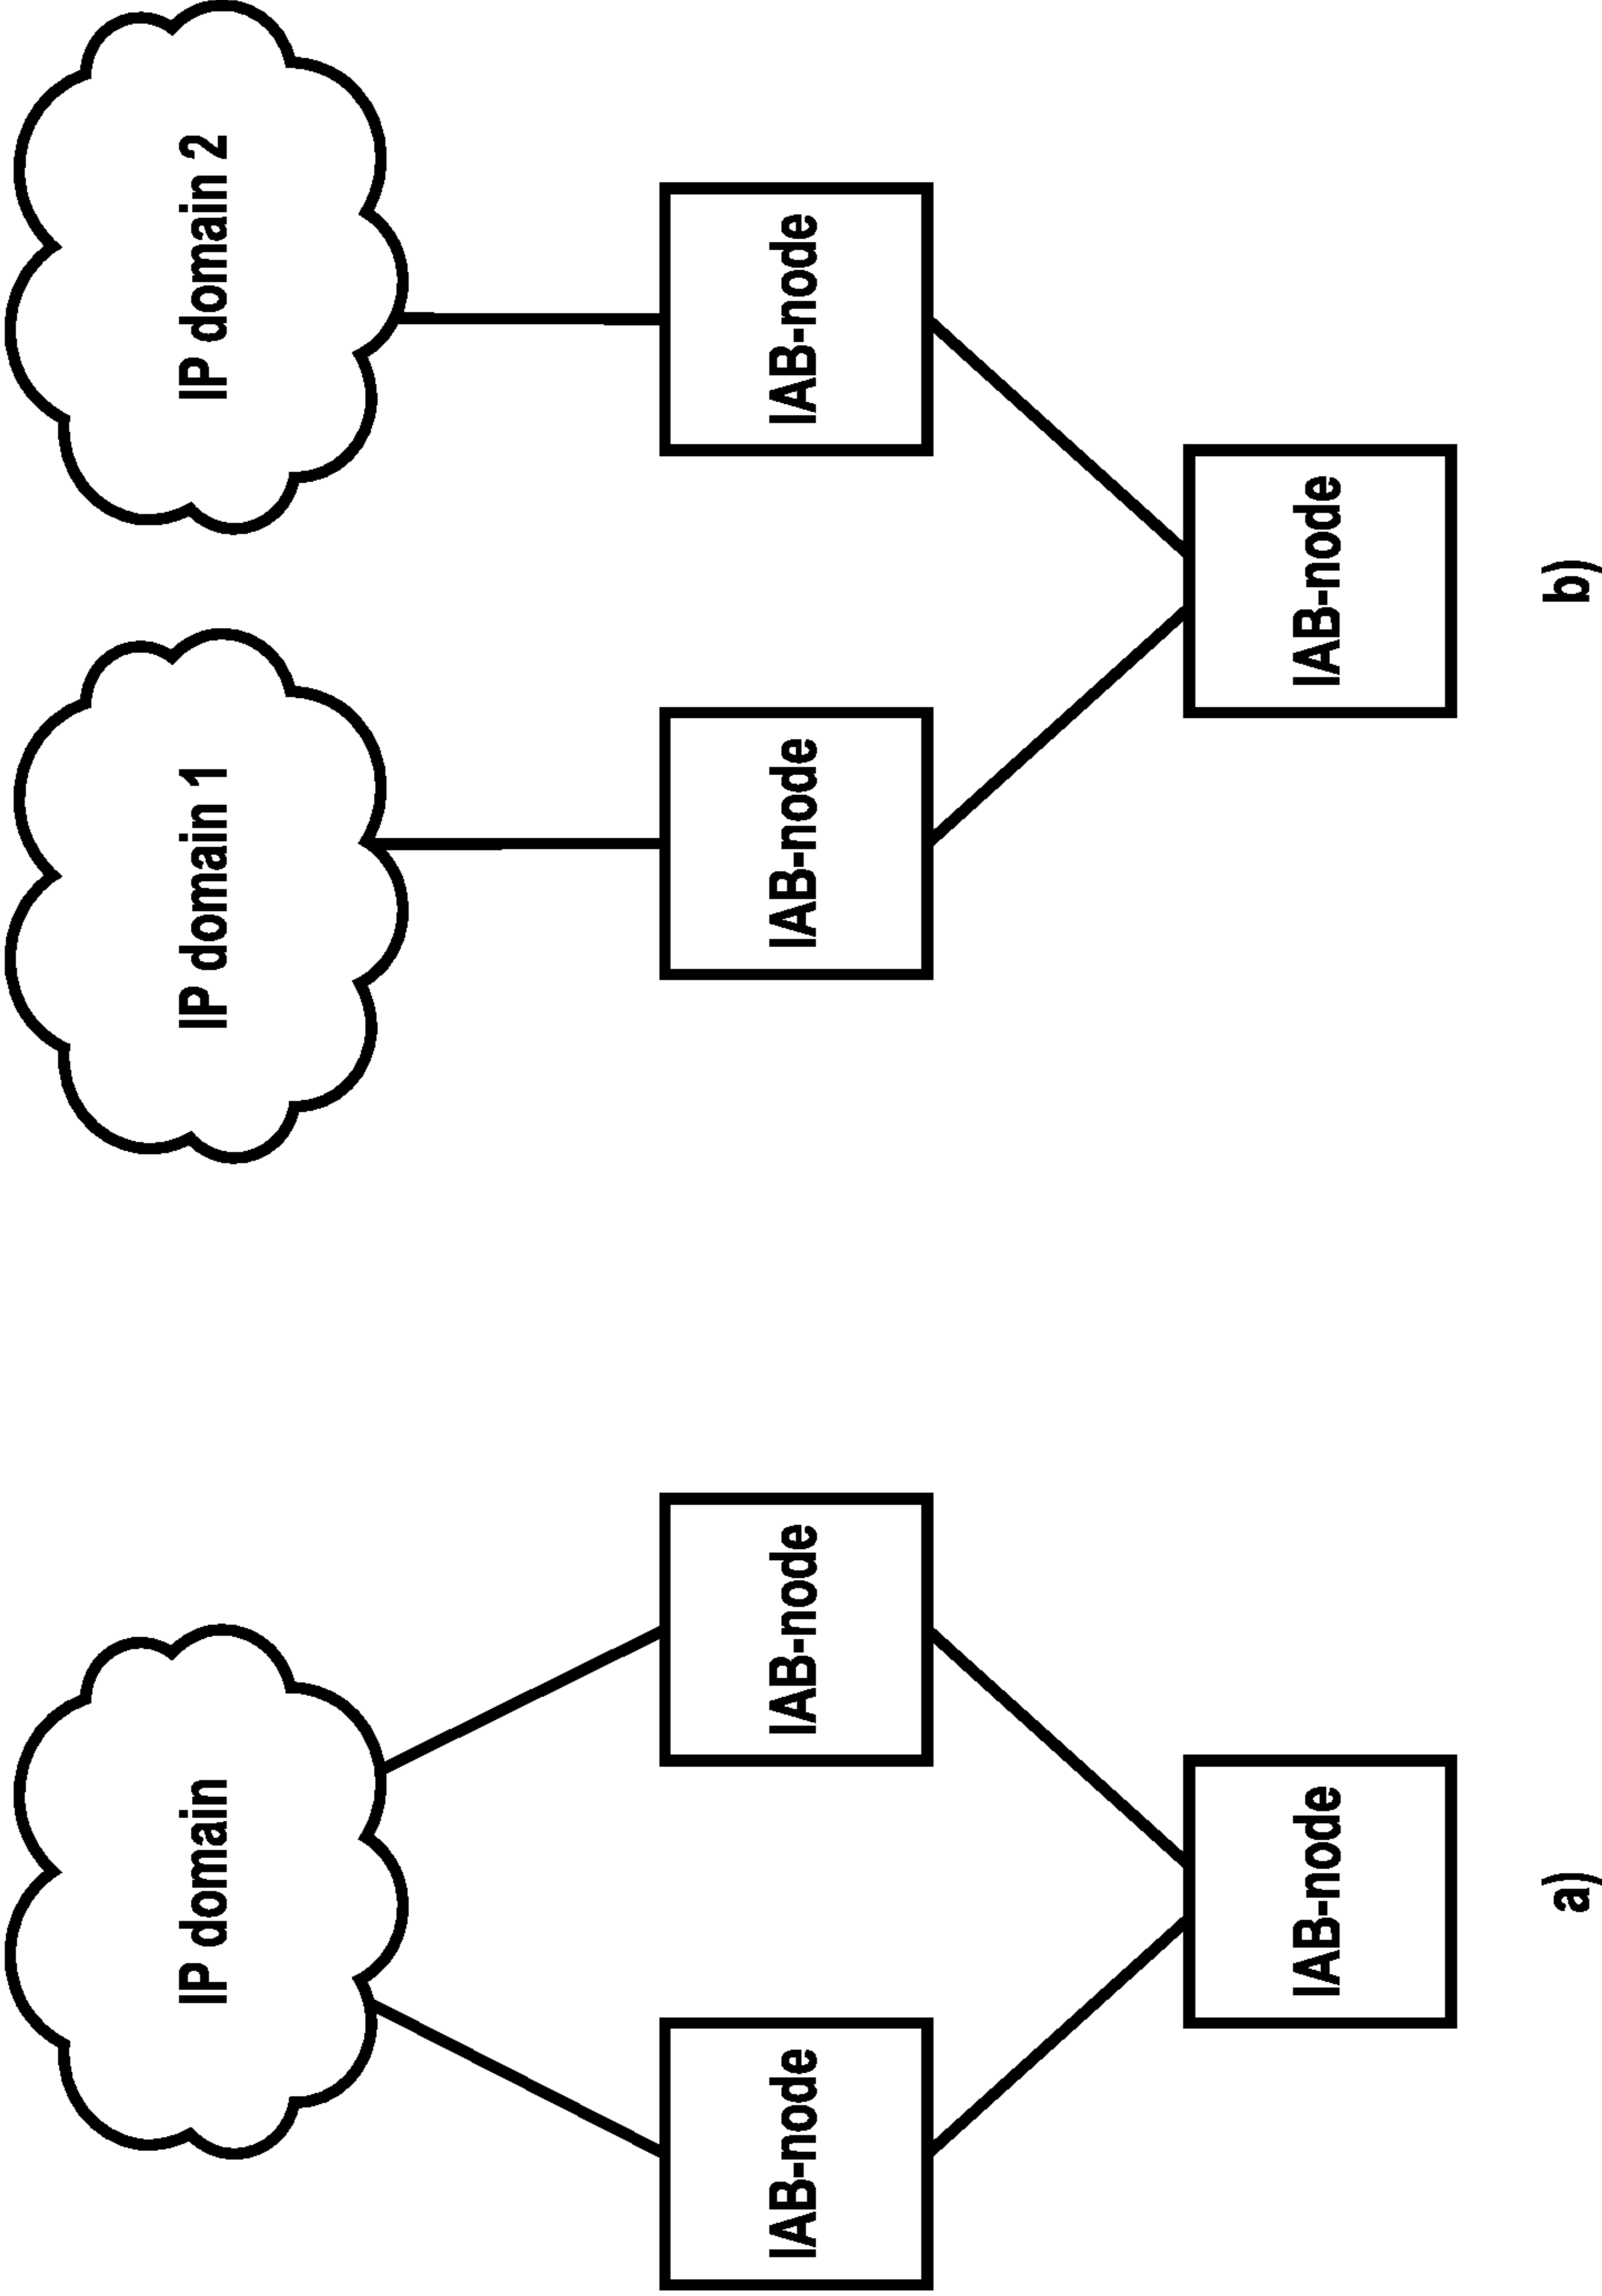 IP domain
IAB-node
IAB-node
IAB-node
a)
IP domain 1
IP domain 2
IAB-node
IAB-node
IAB-node
b)